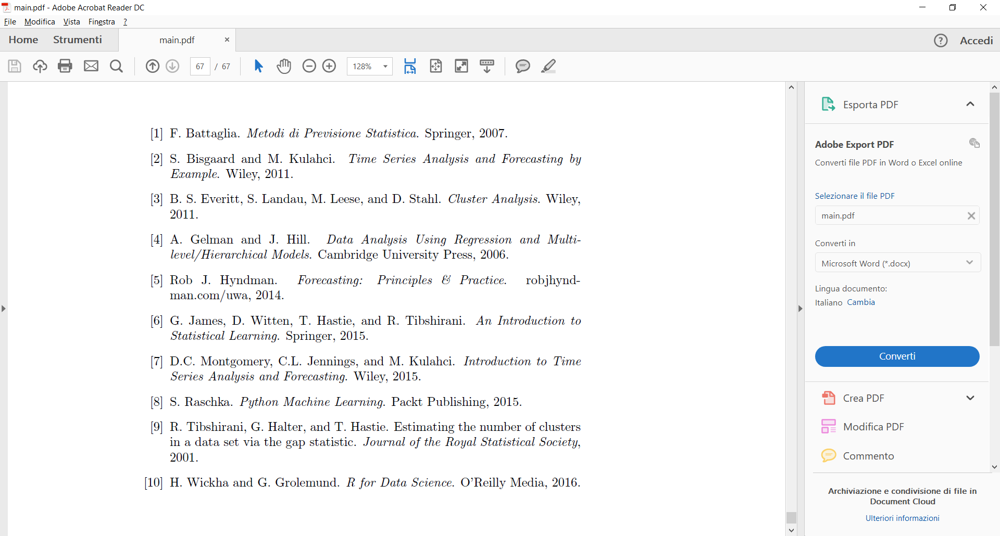 main.pdf - Adobe Acrobat Reader DC
File Modifica Vista Finestra ?
Home Strumenti main.pdf × ? Accedi
67 / 67 128%
[1] F. Battaglia. Metodi di Previsione Statistica. Springer, 2007.
[2] S. Bisgaard and M. Kulahci. Time Series Analysis and Forecasting by
Example. Wiley, 2011.
[3] B. S. Everitt, S. Landau, M. Leese, and D. Stahl. Cluster Analysis. Wiley,
2011.
[4] A. Gelman and J. Hill. Data Analysis Using Regression and Multi-
level/Hierarchical Models. Cambridge University Press, 2006.
[5] Rob J. Hyndman. Forecasting: Principles & Practice. robjhynd-
man.com/uwa, 2014.
[6] G. James, D. Witten, T. Hastie, and R. Tibshirani. An Introduction to
Statistical Learning. Springer, 2015.
[7] D.C. Montgomery, C.L. Jennings, and M. Kulahci. Introduction to Time
Series Analysis and Forecasting. Wiley, 2015.
[8] S. Raschka. Python Machine Learning. Packt Publishing, 2015.
[9] R. Tibshirani, G. Halter, and T. Hastie. Estimating the number of clusters
in a data set via the gap statistic. Journal of the Royal Statistical Society,
2001.
[10] H. Wickha and G. Grolemund. R for Data Science. O'Reilly Media, 2016.
Esporta PDF
Adobe Export PDF
Converti file PDF in Word o Excel online
Selezionare il file PDF
main.pdf
Converti in
Microsoft Word (*.docx)
Lingua documento:
Italiano Cambia
Converti
Crea PDF
Modifica PDF
Commento
Archiviazione e condivisione di file in
Document Cloud
Ulteriori informazioni